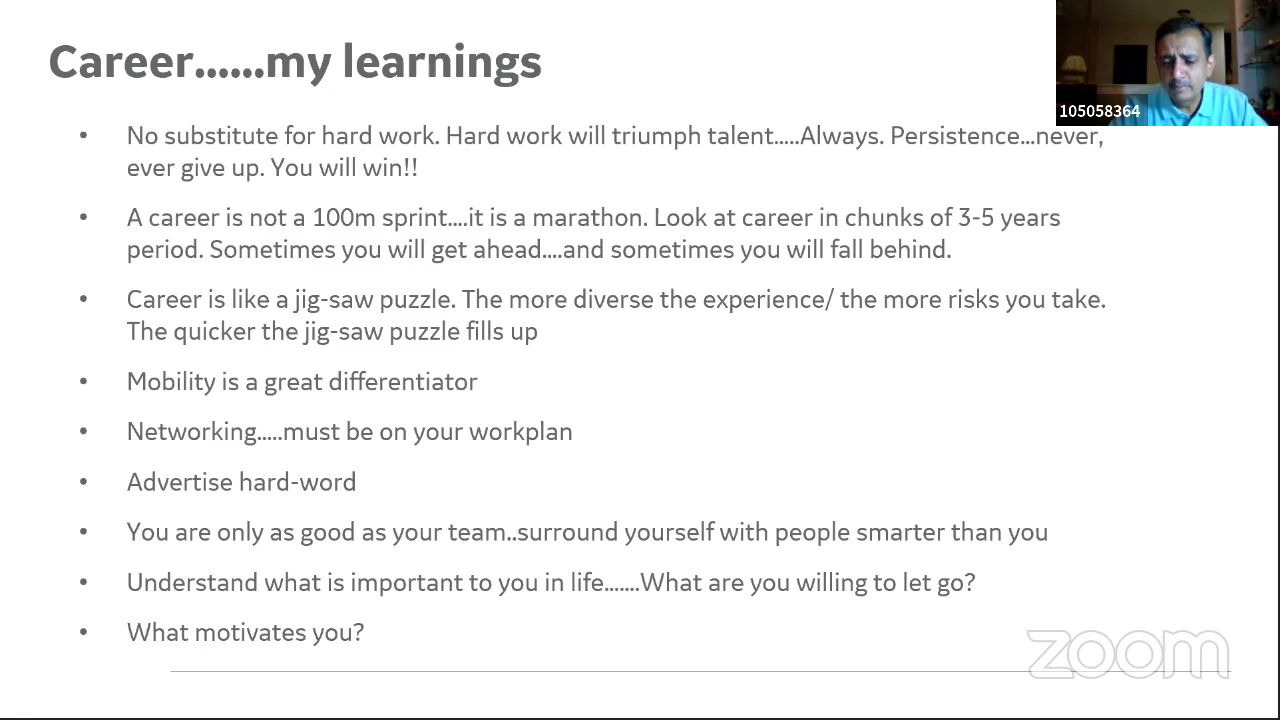 Career......my learnings
105058364
• No substitute for hard work. Hard work will triumph talent.....Always. Persistence...never,
ever give up. You will win!!
• A career is not a 100m sprint....it is a marathon. Look at career in chunks of 3-5 years
period. Sometimes you will get ahead....and sometimes you will fall behind.
• Career is like a jig-saw puzzle. The more diverse the experience/ the more risks you take.
The quicker the jig-saw puzzle fills up
• Mobility is a great differentiator
• Networking.....must be on your workplan
• Advertise hard-word
• You are only as good as your team..surround yourself with people smarter than you
• Understand what is important to you in life.......What are you willing to let go?
• What motivates you?
zoom